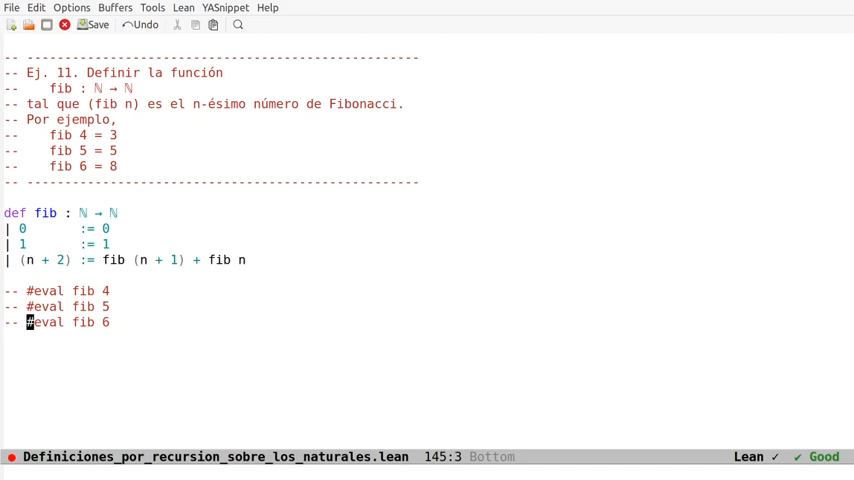 File Edit Options Buffers Tools Lean YASnippet Help
Save Undo
-- ----------------------------------------------------
-- Ej. 11. Definir la función
--    fib : ℕ → ℕ
-- tal que (fib n) es el n-ésimo número de Fibonacci.
-- Por ejemplo,
--    fib 4 = 3
--    fib 5 = 5
--    fib 6 = 8
-- ----------------------------------------------------
def fib : ℕ → ℕ
| 0       := 0
| 1       := 1
| (n + 2) := fib (n + 1) + fib n
-- #eval fib 4
-- #eval fib 5
-- #eval fib 6
Definiciones_por_recursion_sobre_los_naturales.lean 145:3 Bottom Lean ✓ ✔ Good